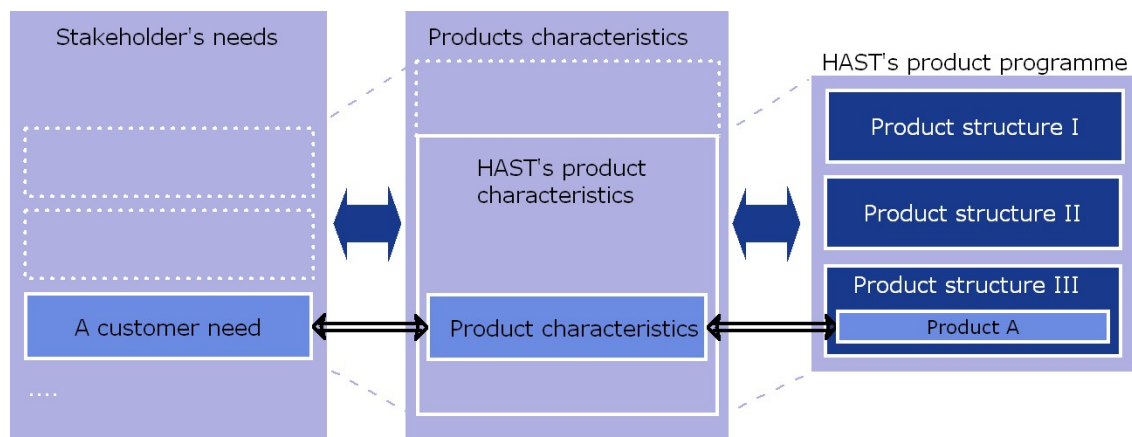 Stakeholder's needs
A customer need
....
Products characteristics
HAST's product
characteristics
Product characteristics
HAST's product programme
Product structure I
Product structure II
Product structure III
Product A